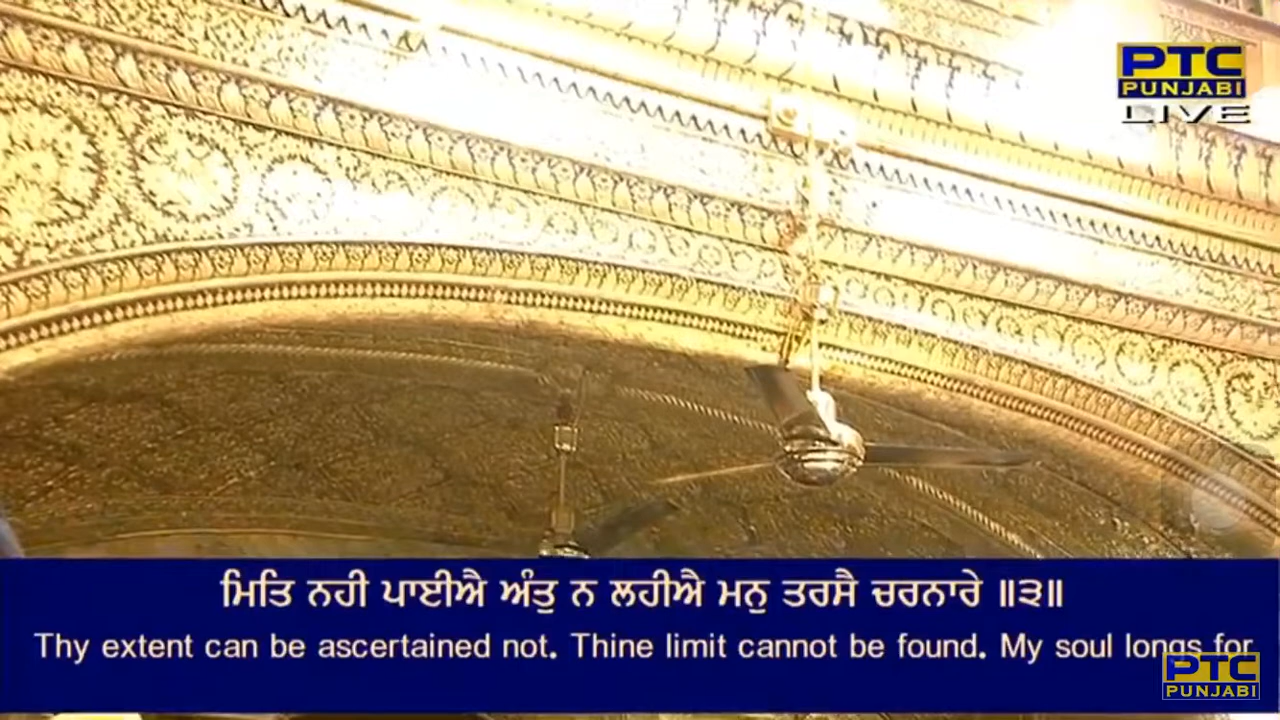 PTC
PUNJABI
LIVE
ਮਿਤਿ ਨਹੀ ਪਾਈਐ ਅੰਤੁ ਨ ਲਹੀਐ ਮਨੁ ਤਰਸੈ ਚਰਨਾਰੇ ॥੩॥
Thy extent can be ascertained not. Thine limit cannot be found. My soul longs for
PTC
PUNJABI